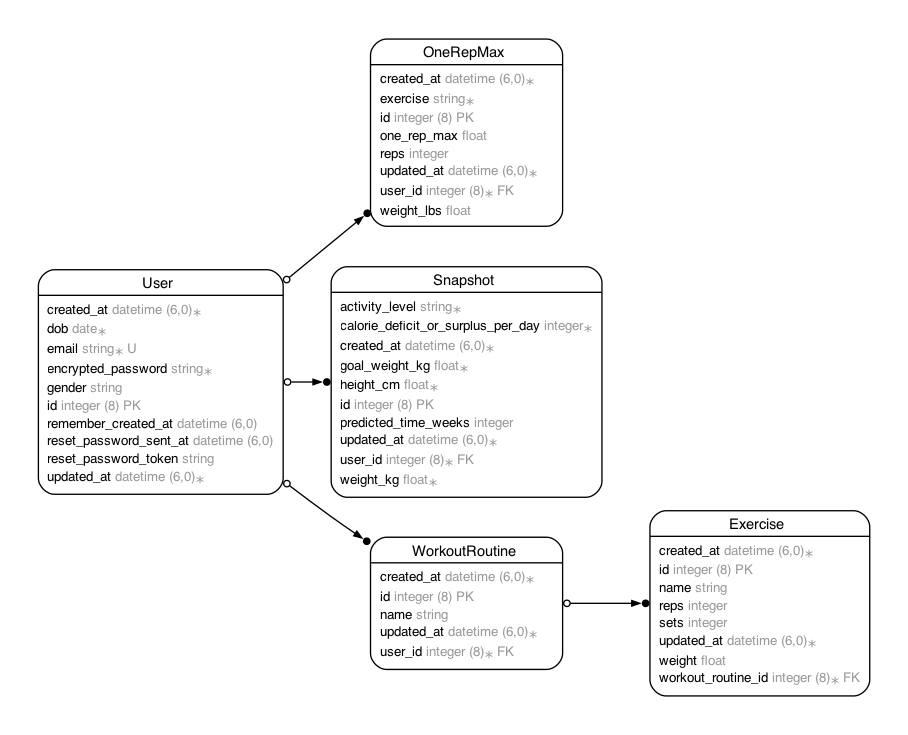 OneRepMax
created_at datetime (6,0)∗
exercise string∗
id integer (8) PK
one_rep_max float
reps integer
updated_at datetime (6,0)∗
user_id integer (8)∗ FK
weight_lbs float
User
created_at datetime (6,0)∗
dob date∗
email string∗ U
encrypted_password string∗
gender string
id integer (8) PK
remember_created_at datetime (6,0)
reset_password_sent_at datetime (6,0)
reset_password_token string
updated_at datetime (6,0)∗
Snapshot
activity_level string∗
calorie_deficit_or_surplus_per_day integer∗
created_at datetime (6,0)∗
goal_weight_kg float∗
height_cm float∗
id integer (8) PK
predicted_time_weeks integer
updated_at datetime (6,0)∗
user_id integer (8)∗ FK
weight_kg float∗
WorkoutRoutine
created_at datetime (6,0)∗
id integer (8) PK
name string
updated_at datetime (6,0)∗
user_id integer (8)∗ FK
Exercise
created_at datetime (6,0)∗
id integer (8) PK
name string
reps integer
sets integer
updated_at datetime (6,0)∗
weight float
workout_routine_id integer (8)∗ FK